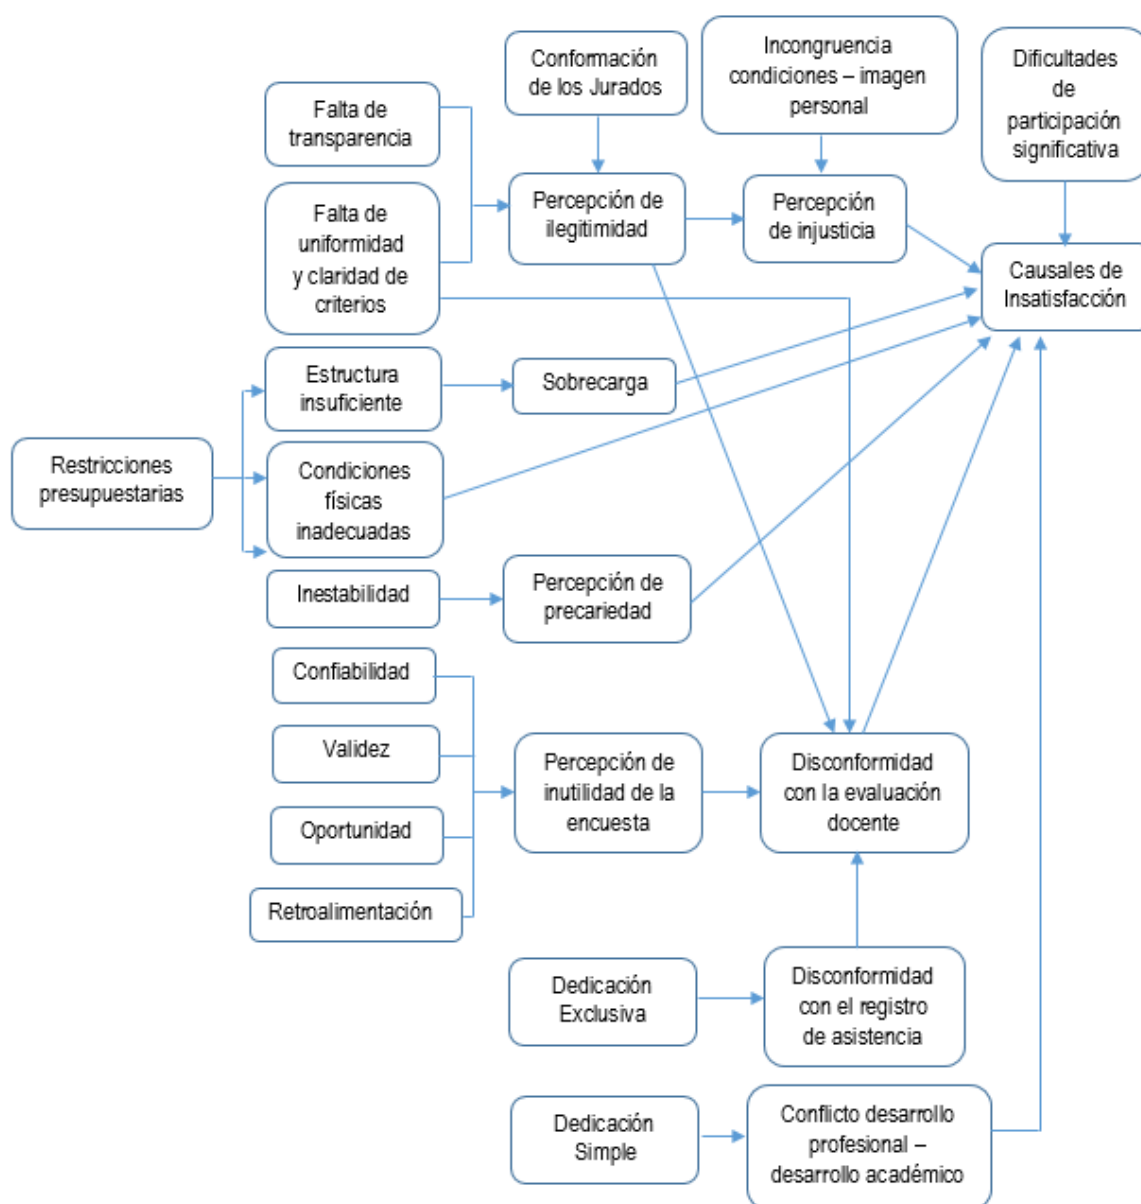 Conformación
de los Jurados
Incongruencia
condiciones – imagen
personal
Dificultades
de
participación
significativa
Falta de
transparencia
Falta de
uniformidad
y claridad de
criterios
Percepción de
ilegitimidad
Percepción
de injusticia
Causales de
Insatisfacción
Estructura
insuficiente
Sobrecarga
Restricciones
presupuestarias
Condiciones
físicas
inadecuadas
Inestabilidad
Percepción de
precariedad
Confiabilidad
Validez
Oportunidad
Retroalimentación
Percepción de
inutilidad de la
encuesta
Disconformidad
con la evaluación
docente
Dedicación
Exclusiva
Disconformidad
con el registro
de asistencia
Dedicación
Simple
Conflicto desarrollo
profesional –
desarrollo académico